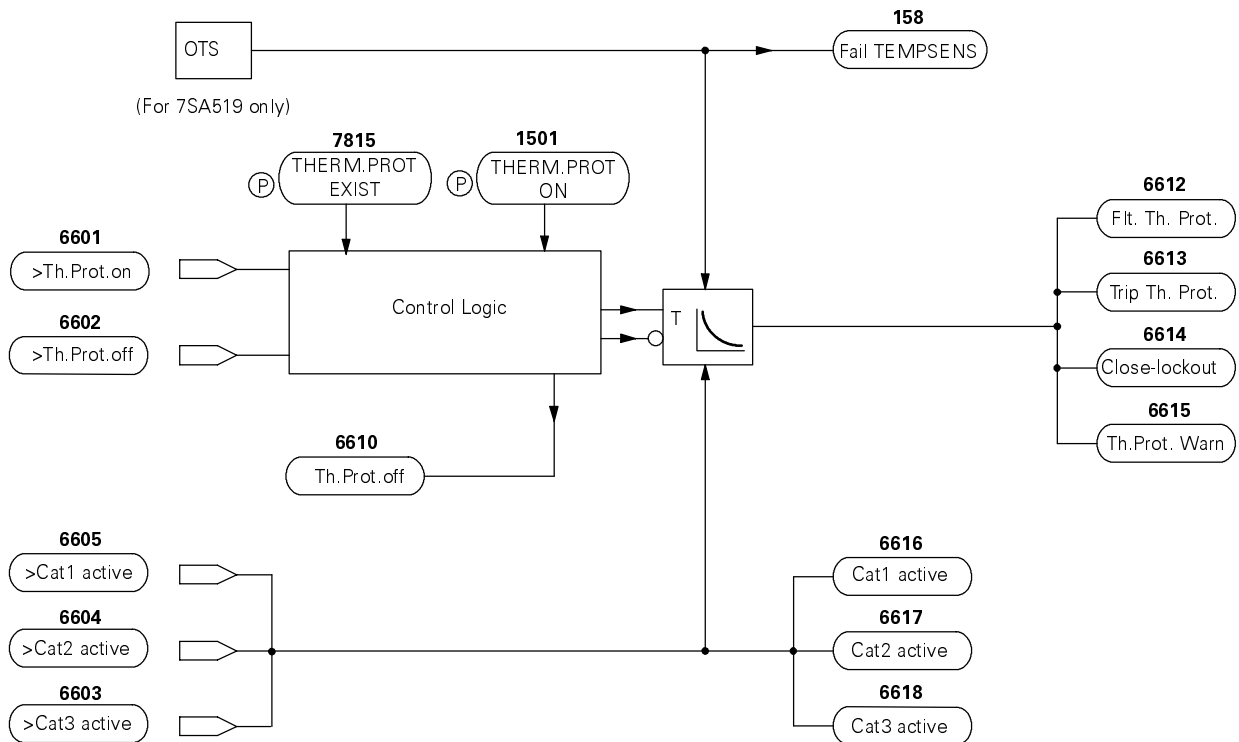 158
OTS
Fail TEMPSENS
(For 7SA519 only)
7815
1501
P
THERM.PROT
EXIST
P
THERM.PROT
ON
6612
Flt. Th. Prot.
6601
>Th.Prot.on
6613
Trip Th. Prot.
Control Logic
T
6602
>Th.Prot.off
6614
Close-lockout
6615
Th.Prot. Warn
6610
Th.Prot.off
6605
>Cat1 active
6616
Cat1 active
6604
>Cat2 active
6617
Cat2 active
6603
>Cat3 active
6618
Cat3 active